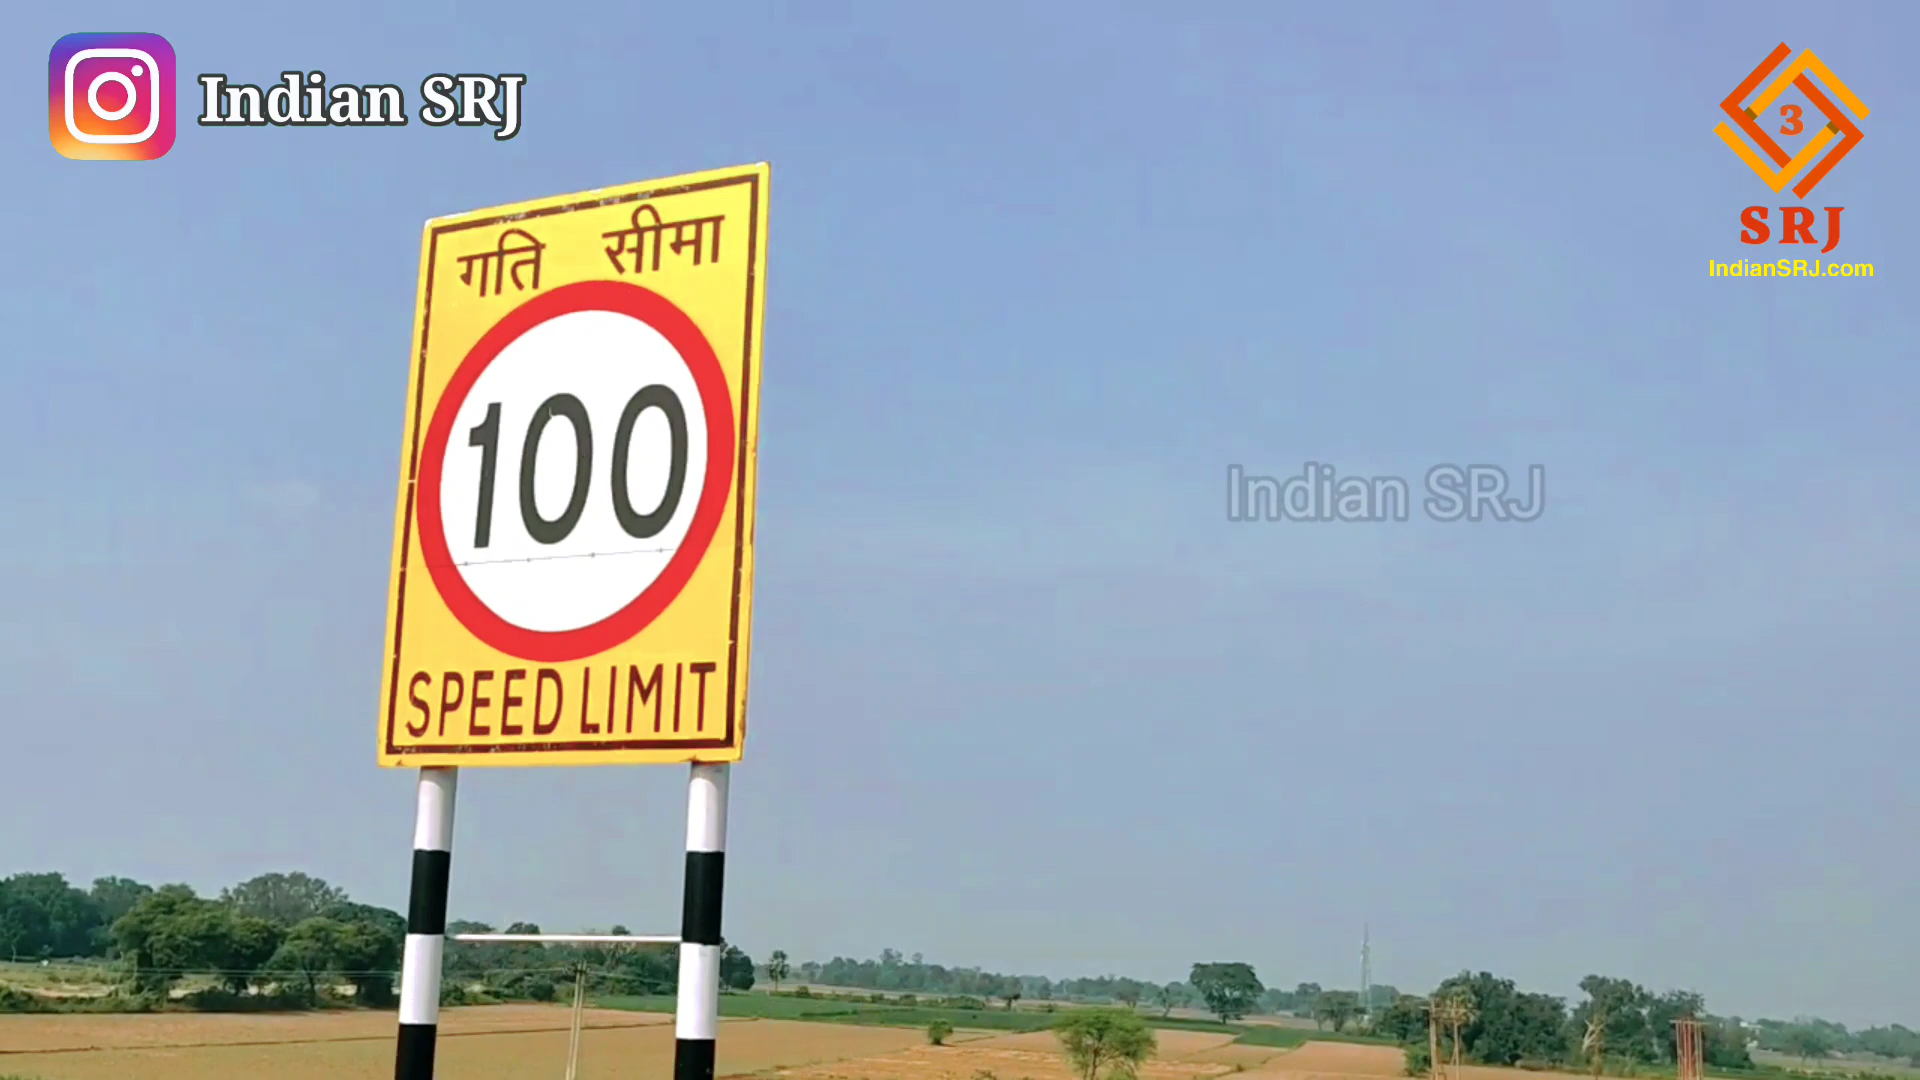 Indian SRJ
3
SRJ
IndianSRJ.com
गति सीमा
100
SPEED LIMIT
Indian SRJ